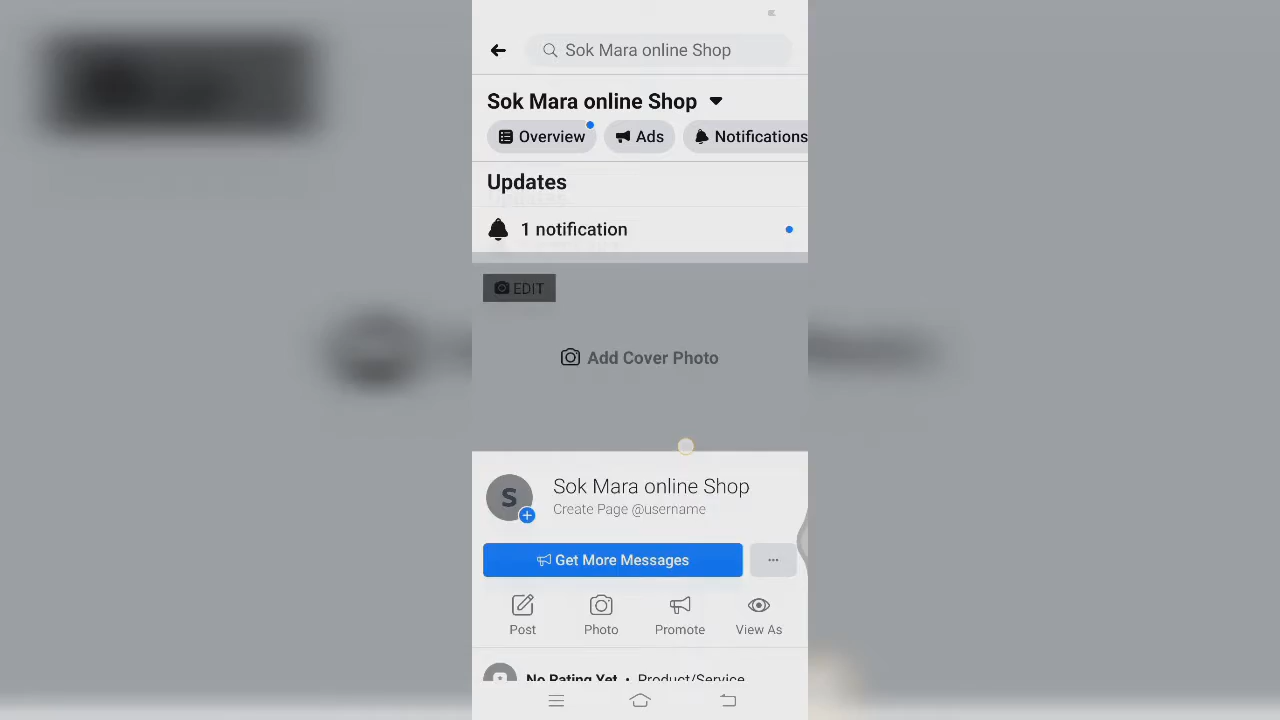 Sok Mara online Shop
Sok Mara online Shop
Overview Ads Notifications
Updates
1 notification
EDIT
Add Cover Photo
S
Sok Mara online Shop
Create Page @username
Get More Messages
Post Photo Promote View As
No Rating Yet • Product/Service